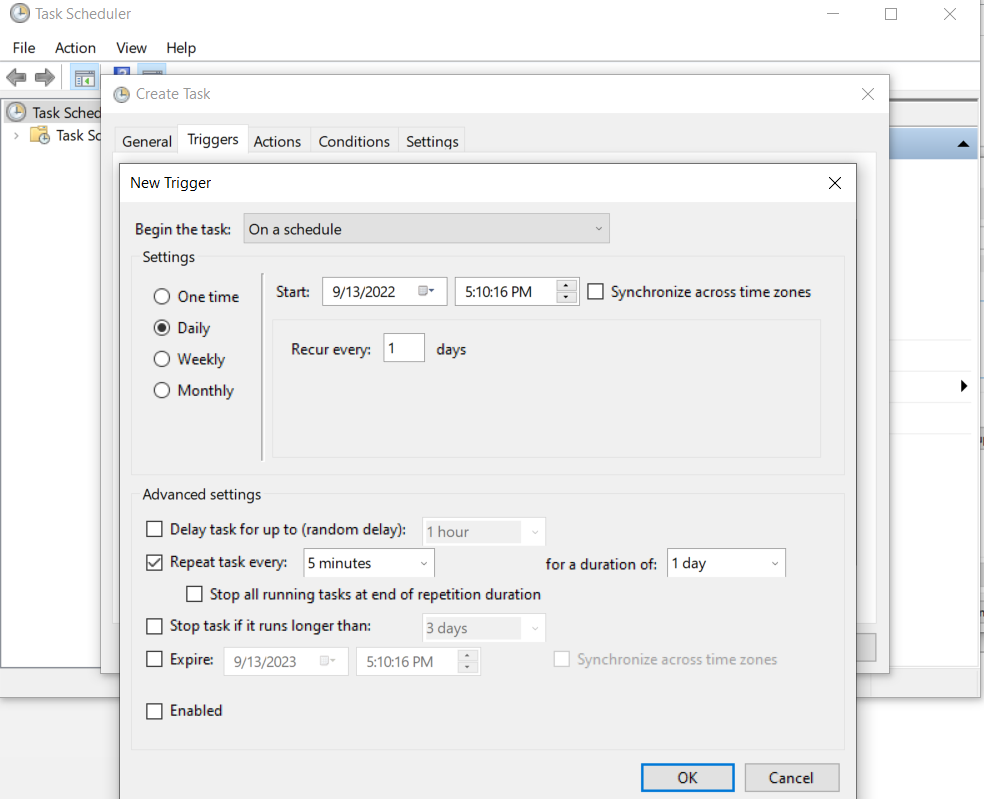 Task Scheduler
File Action View Help
Create Task
Task Sched
Task Sc
General Triggers Actions Conditions Settings
New Trigger
Begin the task: On a schedule
Settings
One time
Daily
Weekly
Monthly
Start: 9/13/2022 5:10:16 PM Synchronize across time zones
Recur every: 1 days
Advanced settings
Delay task for up to (random delay): 1 hour
Repeat task every: 5 minutes for a duration of: 1 day
Stop all running tasks at end of repetition duration
Stop task if it runs longer than: 3 days
Expire: 9/13/2023 5:10:16 PM Synchronize across time zones
Enabled
OK Cancel